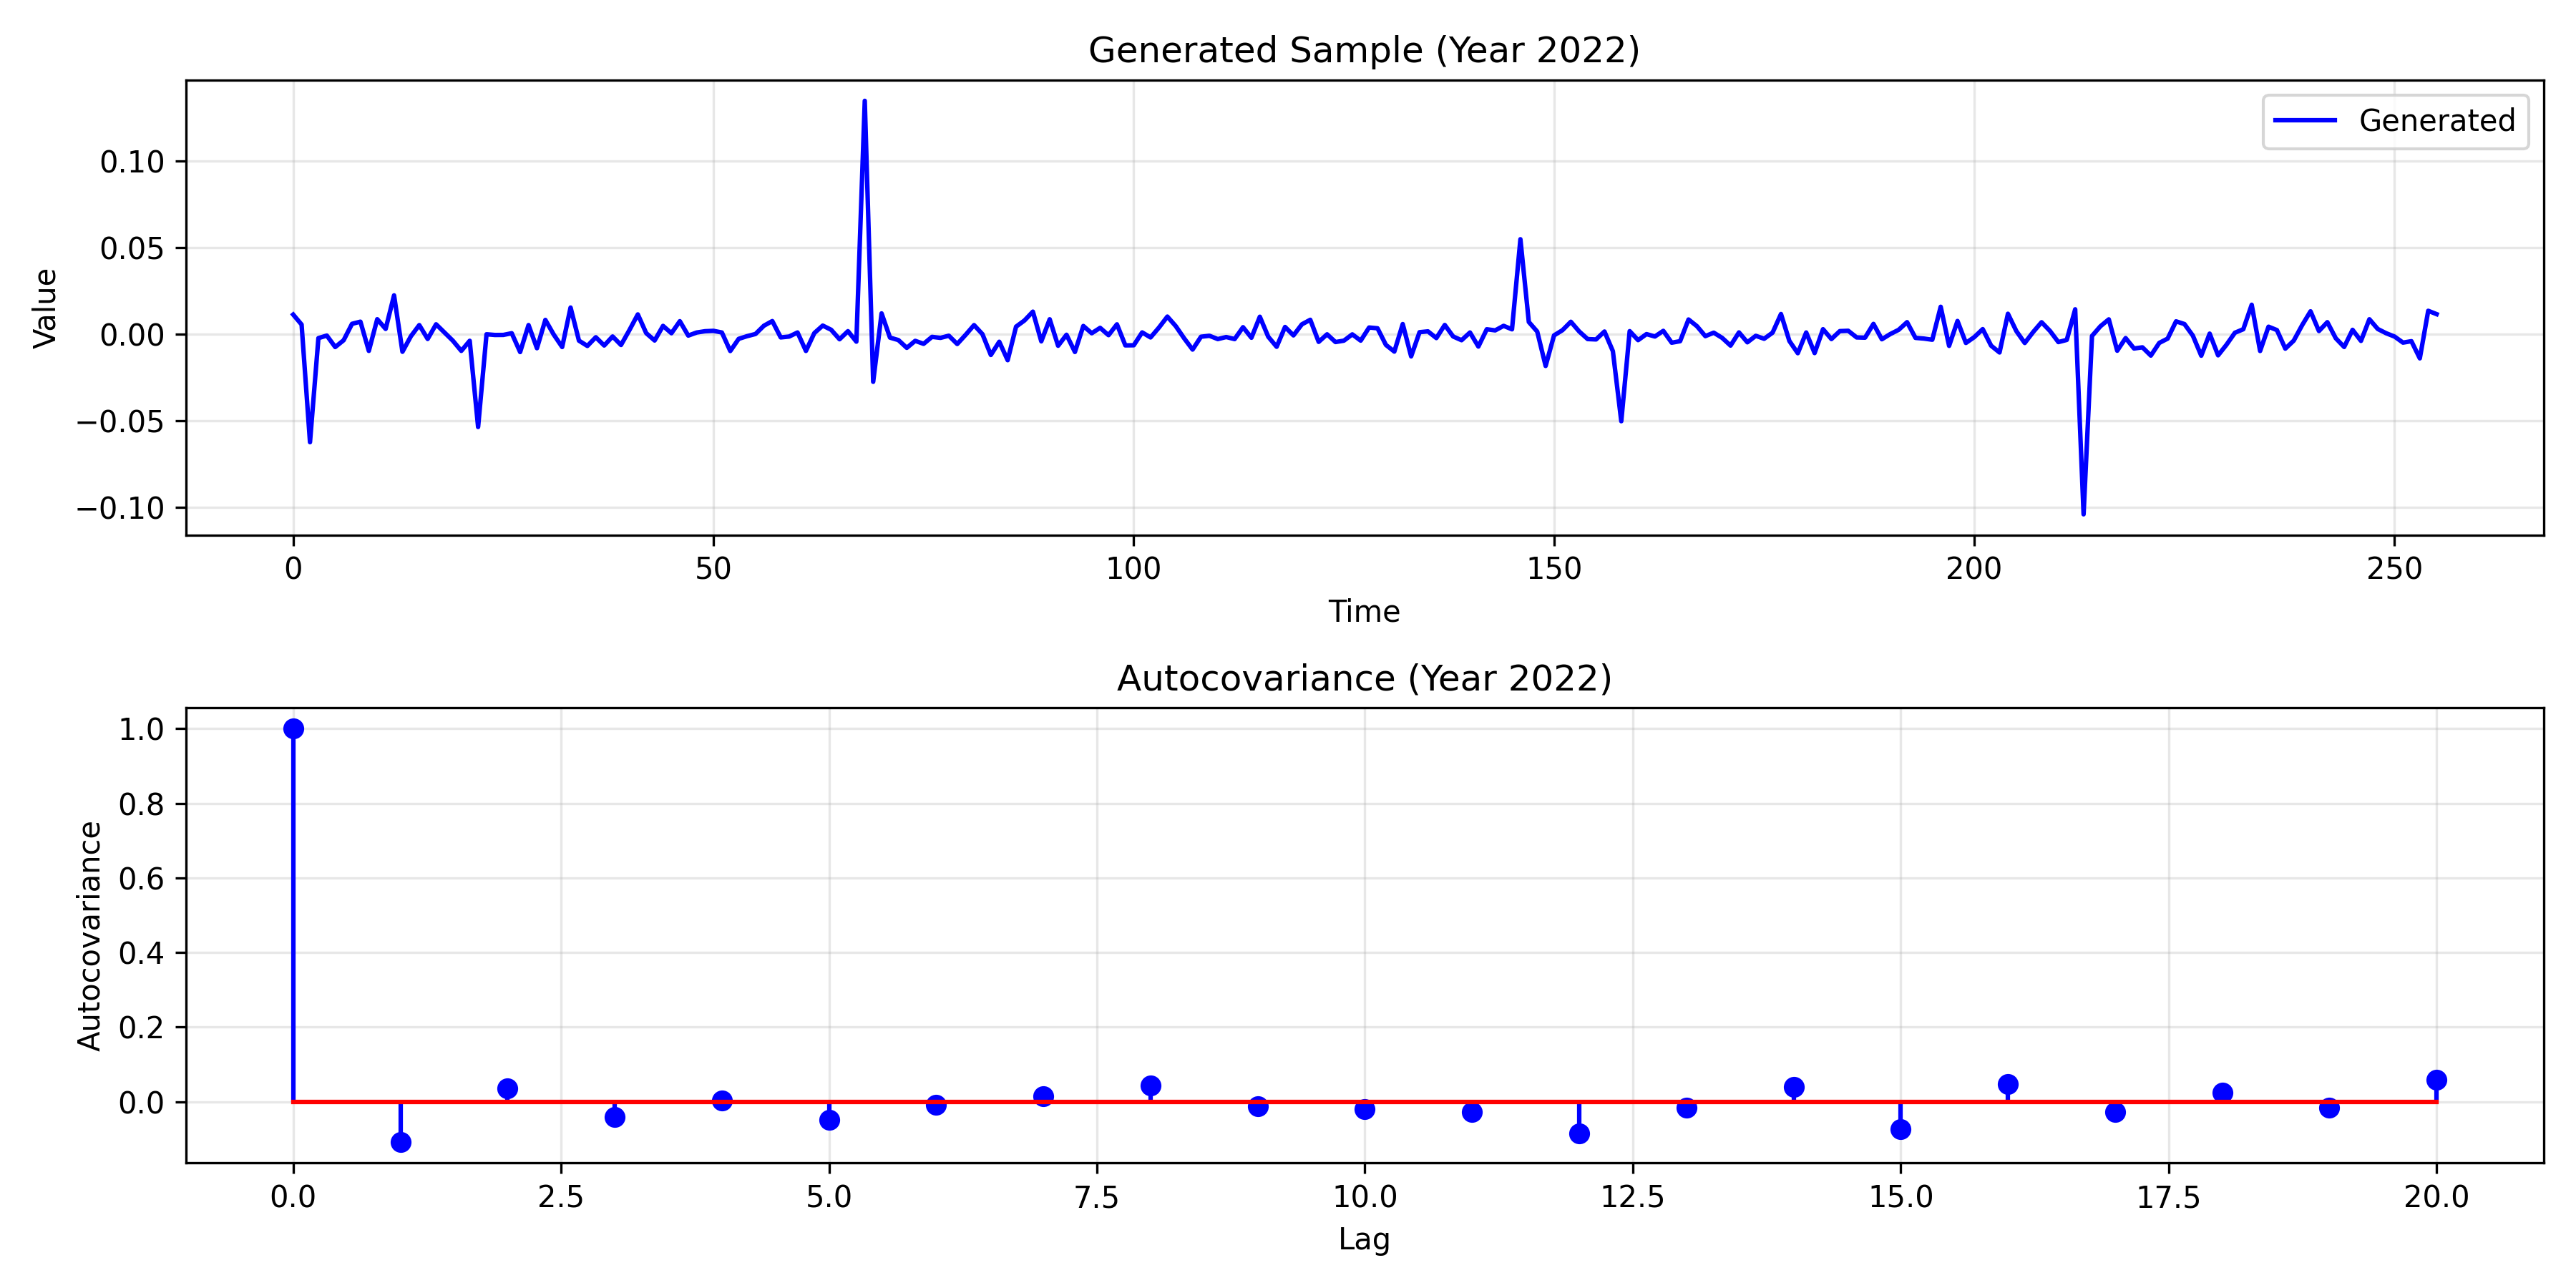 Generated Sample (Year 2022)
Generated
Value
0.10
0.05
0.00
−0.05
−0.10
0 50 100 150 200 250
Time
Autocovariance (Year 2022)
Autocovariance
1.0
0.8
0.6
0.4
0.2
0.0
0.0 2.5 5.0 7.5 10.0 12.5 15.0 17.5 20.0
Lag